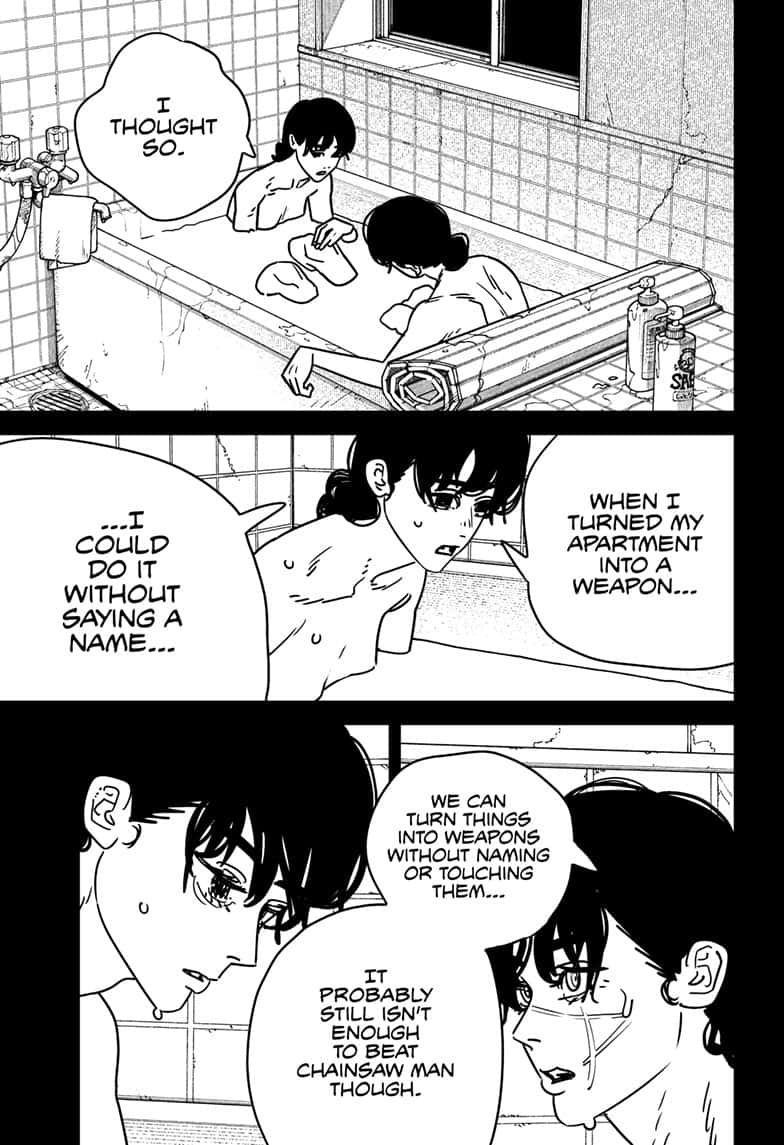 I
THOUGHT
SO.
WHEN I
TURNED MY
APARTMENT
INTO A
WEAPON...
...I
COULD
DO IT
WITHOUT
SAYING A
NAME...
WE CAN
TURN THINGS
INTO WEAPONS
WITHOUT NAMING
OR TOUCHING
THEM...
IT
PROBABLY
STILL ISN'T
ENOUGH
TO BEAT
CHAINSAW MAN
THOUGH.